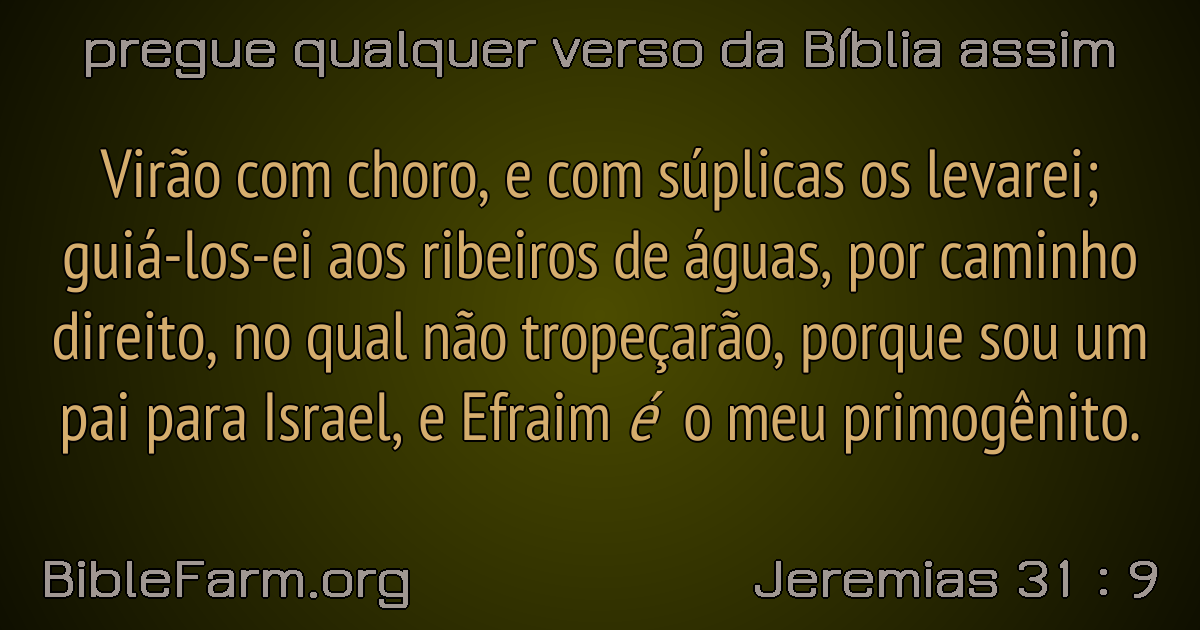 pregue qualquer verso da Bíblia assim
Virão com choro, e com súplicas os levarei;
guiá-los-ei aos ribeiros de águas, por caminho
direito, no qual não tropeçarão, porque sou um
pai para Israel, e Efraim é o meu primogênito.
BibleFarm.org
Jeremias 31 : 9